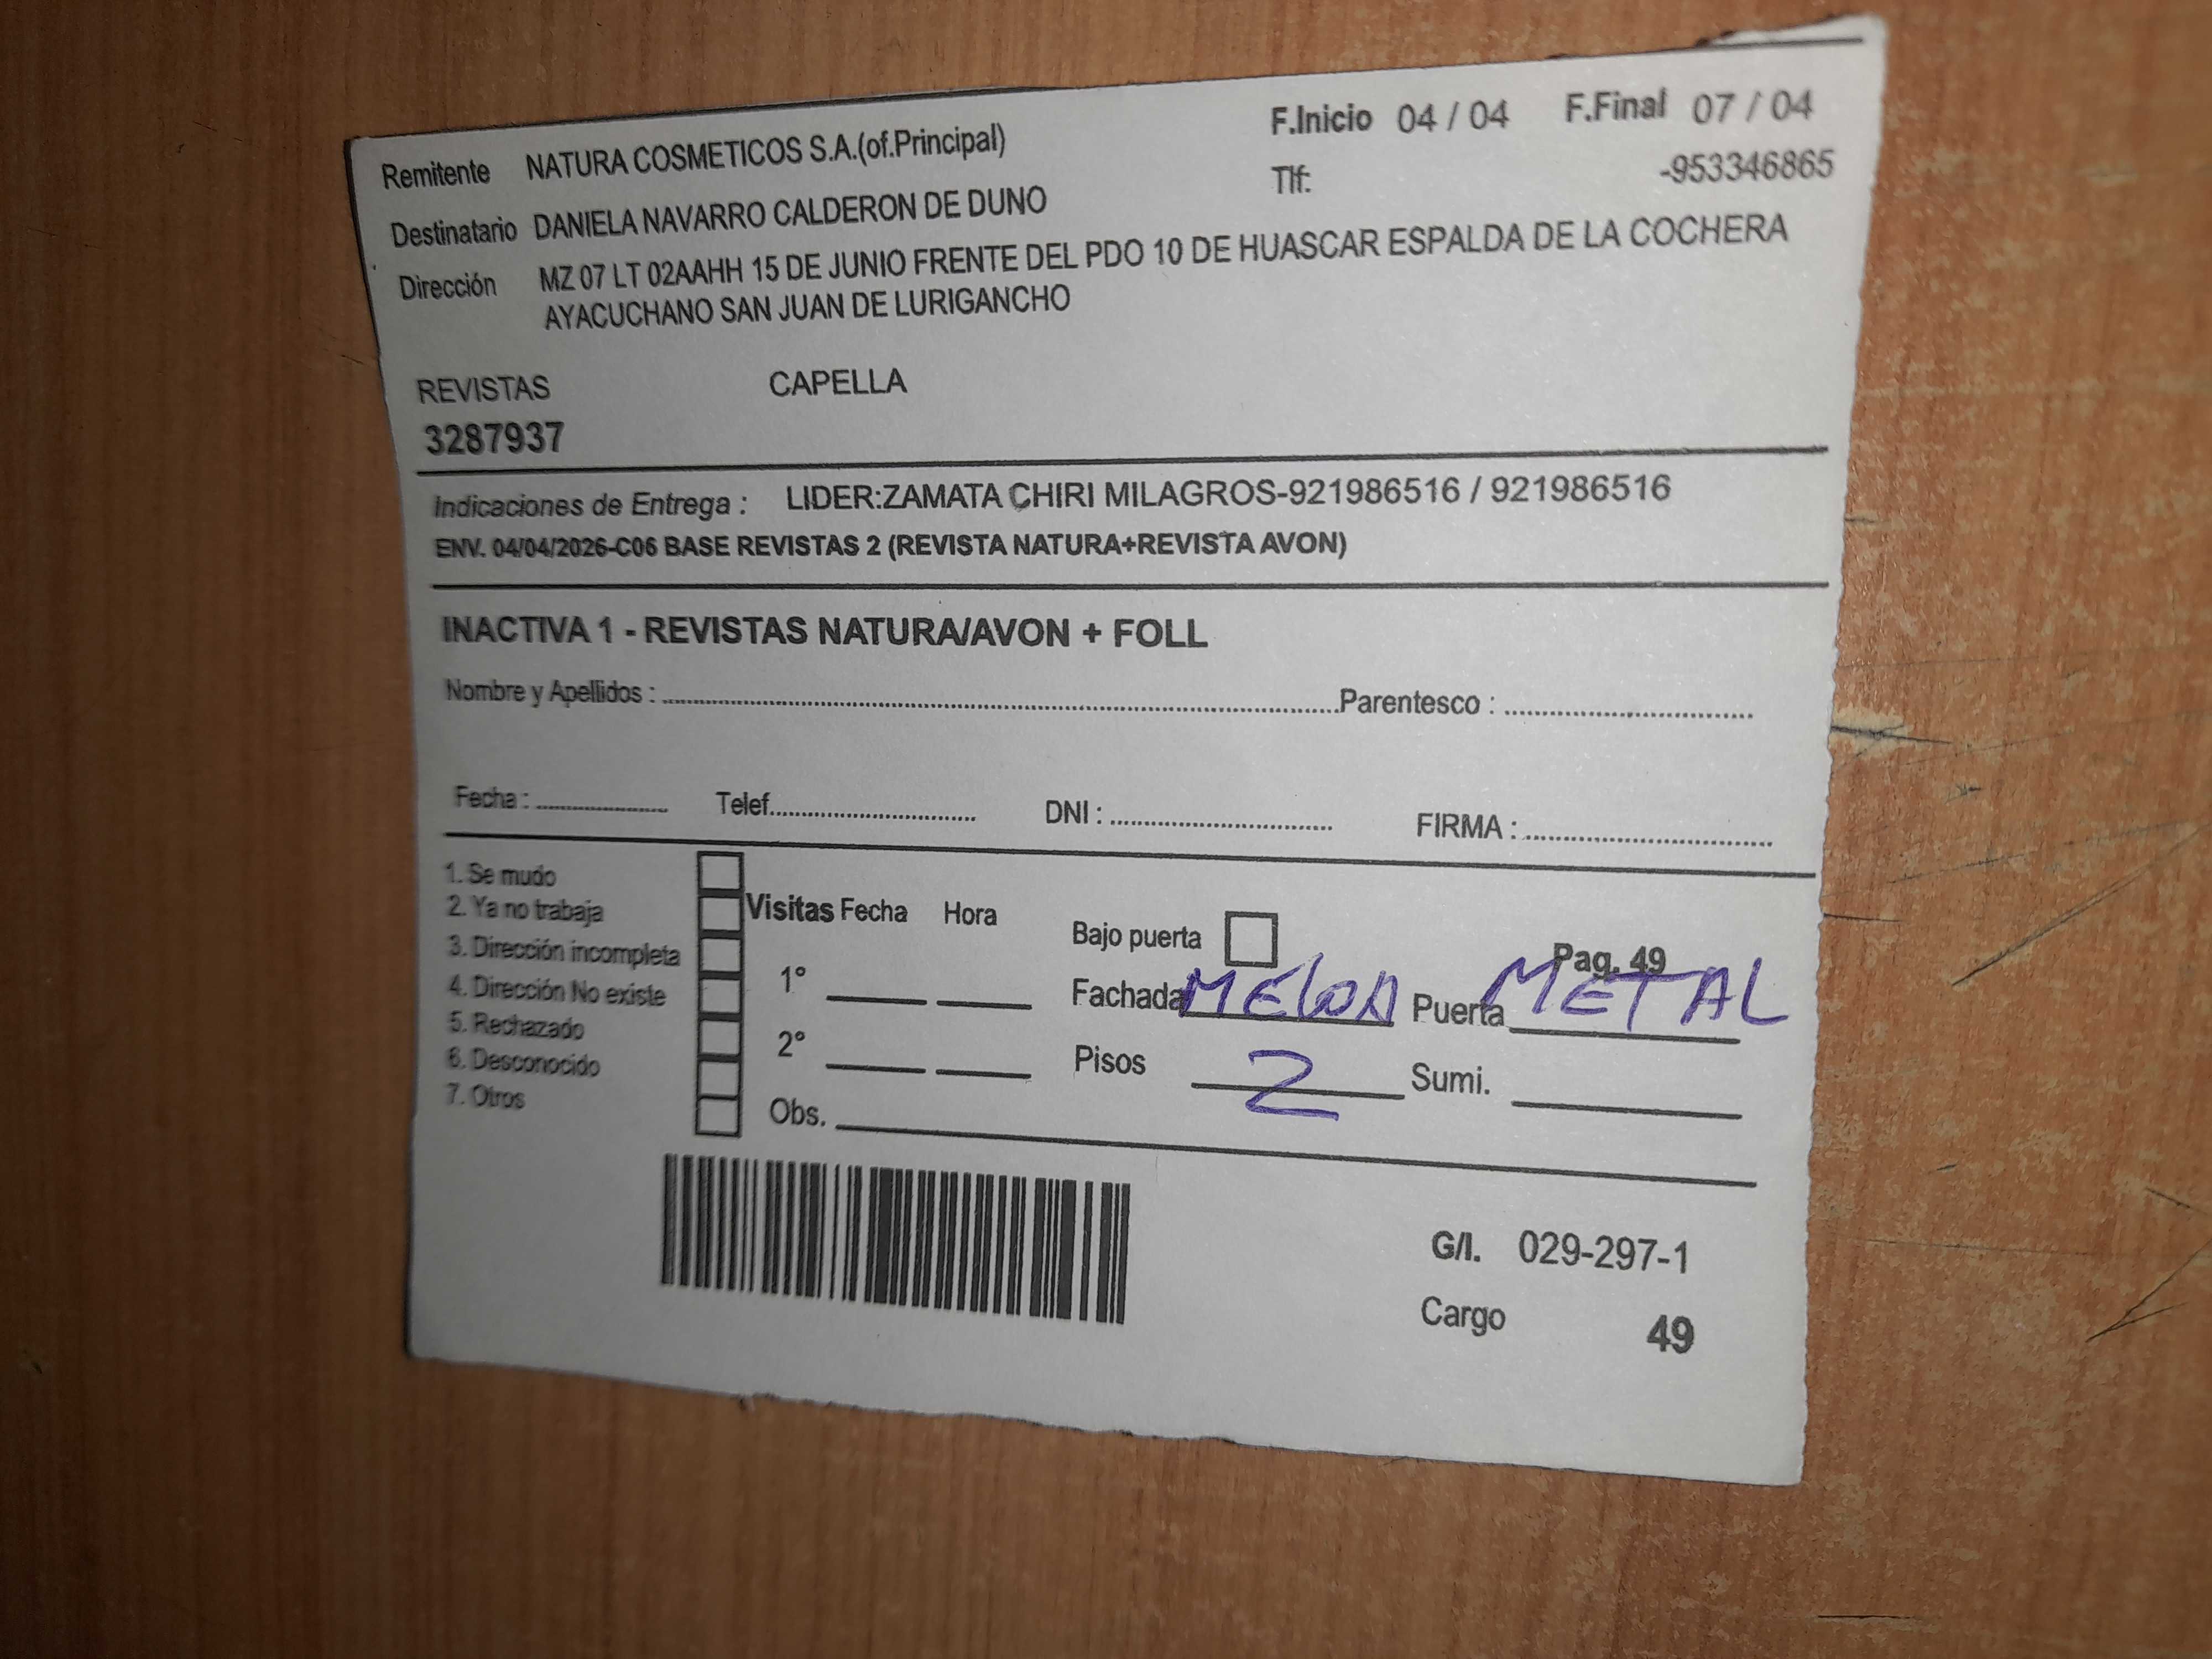 F.Inicio 04 / 04 F.Final 07 / 04
Remitente NATURA COSMETICOS S.A.(of.Principal)
Tlf: -953346865
Destinatario DANIELA NAVARRO CALDERON DE DUNO
Dirección MZ 07 LT 02AAHH 15 DE JUNIO FRENTE DEL PDO 10 DE HUASCAR ESPALDA DE LA COCHERA
AYACUCHANO SAN JUAN DE LURIGANCHO
REVISTAS CAPELLA
3287937
Indicaciones de Entrega : LIDER:ZAMATA CHIRI MILAGROS-921986516 / 921986516
ENV. 04/04/2026-C06 BASE REVISTAS 2 (REVISTA NATURA+REVISTA AVON)
INACTIVA 1 - REVISTAS NATURA/AVON + FOLL
Nombre y Apellidos : Parentesco :
Fecha : Telef. DNI : FIRMA :
1. Se mudo
2. Ya no trabaja
3. Dirección incompleta
4. Dirección No existe
5. Rechazado
6. Desconocido
7. Otros
Visitas Fecha Hora
1°
2°
Obs.
Bajo puerta Pag. 49
Fachada MELON Puerta METAL
Pisos 2 Sumi.
G/I. 029-297-1
Cargo 49